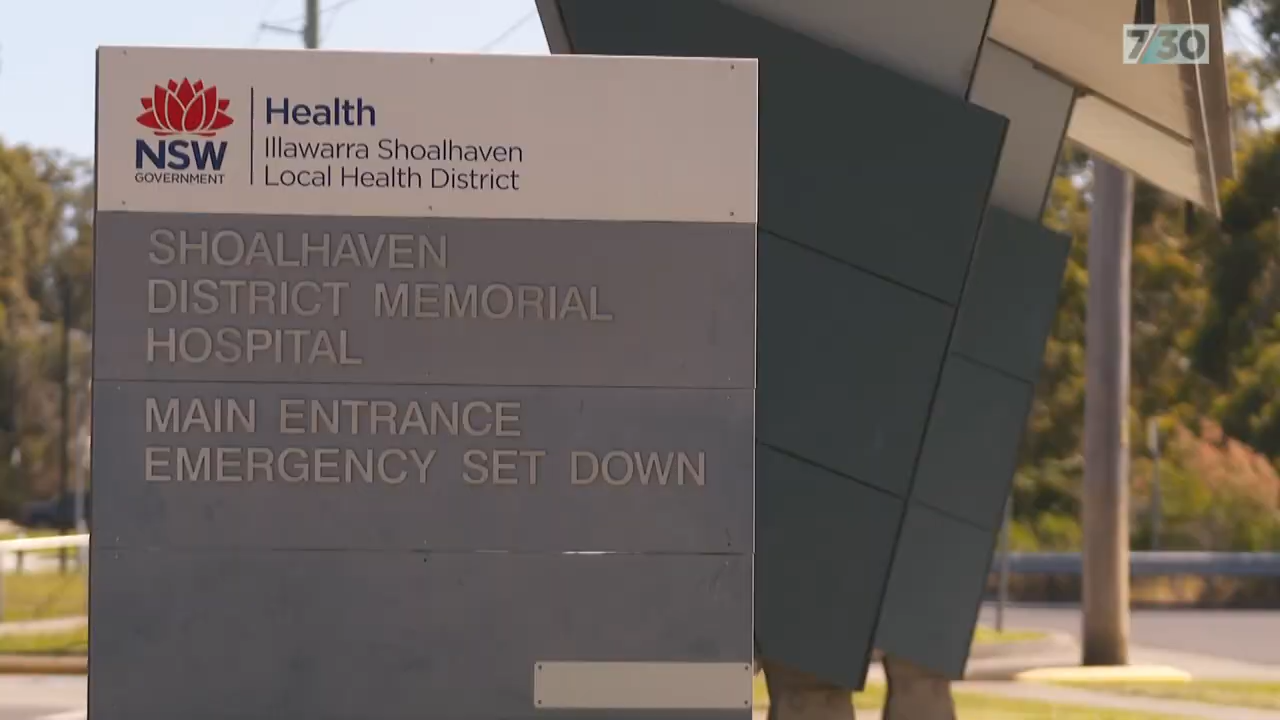 7/30
NSW
GOVERNMENT
Health
Illawarra Shoalhaven
Local Health District
SHOALHAVEN
DISTRICT MEMORIAL
HOSPITAL
MAIN ENTRANCE
EMERGENCY SET DOWN